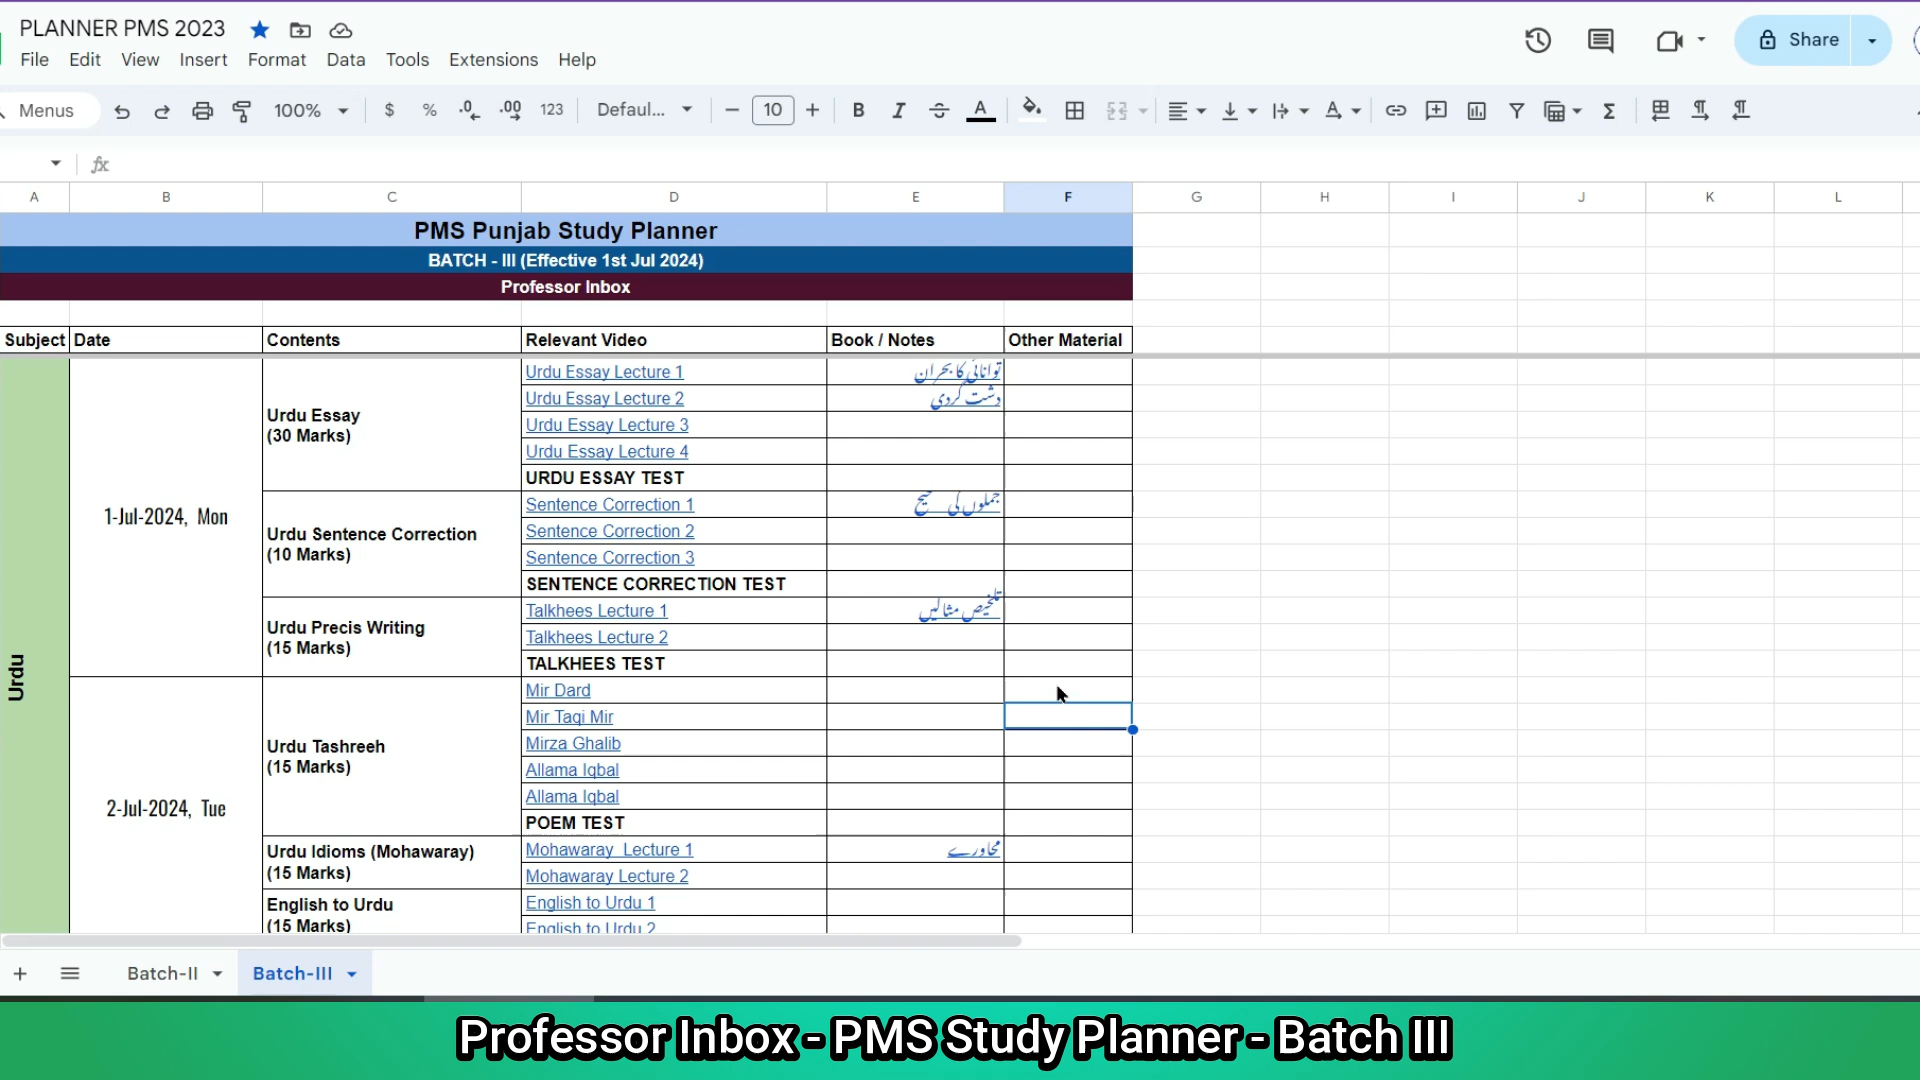 PLANNER PMS 2023
File Edit View Insert Format Data Tools Extensions Help
Share
Menus 100% $ % .0 .00 123 Defaul... 10 B I A
fx
A B C D E F G H I J K L
PMS Punjab Study Planner
BATCH - III (Effective 1st Jul 2024)
Professor Inbox
Subject Date Contents Relevant Video Book / Notes Other Material
Urdu
1-Jul-2024, Mon
Urdu Essay
(30 Marks)
Urdu Essay Lecture 1 توانائی کا بحران
Urdu Essay Lecture 2 دہشت گردی
Urdu Essay Lecture 3
Urdu Essay Lecture 4
URDU ESSAY TEST
Urdu Sentence Correction
(10 Marks)
Sentence Correction 1 جملوں کی
Sentence Correction 2
Sentence Correction 3
SENTENCE CORRECTION TEST
Urdu Precis Writing
(15 Marks)
Talkhees Lecture 1 تلخیص مثالیں
Talkhees Lecture 2
TALKHEES TEST
2-Jul-2024, Tue
Urdu Tashreeh
(15 Marks)
Mir Dard
Mir Taqi Mir
Mirza Ghalib
Allama Iqbal
Allama Iqbal
POEM TEST
Urdu Idioms (Mohawaray)
(15 Marks)
Mohawaray Lecture 1 محاورے
Mohawaray Lecture 2
English to Urdu
(15 Marks)
English to Urdu 1
English to Urdu 2
Batch-II Batch-III
Professor Inbox - PMS Study Planner - Batch III